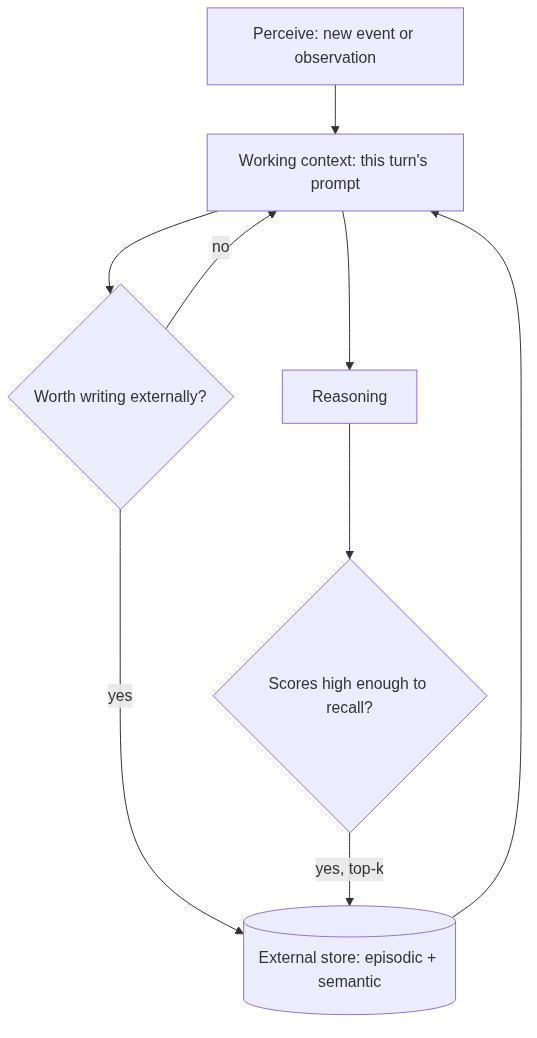 Perceive: new event or
observation
Working context: this turn's
prompt
no
Worth writing externally?
Reasoning
yes
Scores high enough to
recall?
yes, top-k
External store: episodic +
semantic